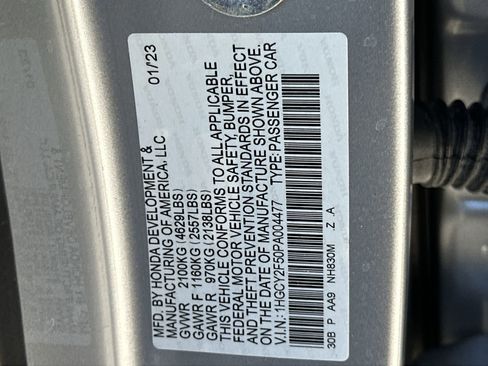 MFD. BY HONDA DEVELOPMENT &
MANUFACTURING OF AMERICA, LLC 01/23
GVWR 2100KG (4629LBS)
GAWR F 1160KG (2557LBS)
GAWR R 970KG (2138LBS)
THIS VEHICLE CONFORMS TO ALL APPLICABLE
FEDERAL MOTOR VEHICLE SAFETY, BUMPER,
AND THEFT PREVENTION STANDARDS IN EFFECT
ON THE DATE OF MANUFACTURE SHOWN ABOVE.
V.I.N.: 1HGCY2F50PA004477 TYPE:PASSENGER CAR
30B P AA9 NH830M Z A